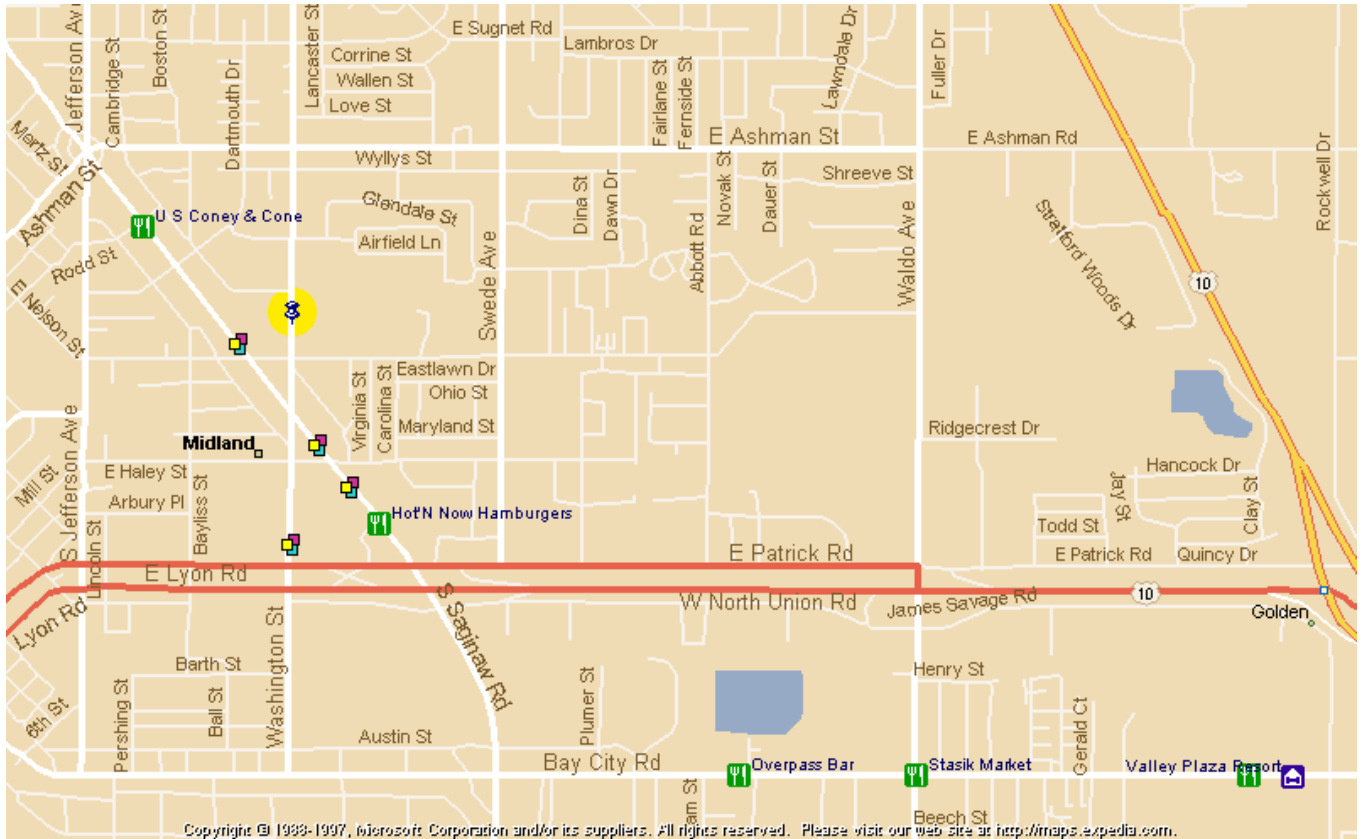 E Sugnet Rd
Lambros Dr
Jefferson Ave
Cambridge St
Boston St
Dartmouth Dr
Lancaster St
Corrine St
Wallen St
Love St
Fairlane St
Fernside St
Lawndale Dr
Fuller Dr
Mertz St
E Ashman St
E Ashman Rd
Rockwell Dr
Ashman St
Wyllys St
Shreeve St
Glendale St
Dina St
Dawn Dr
Novak St
Dauer St
U S Coney & Cone
Airfield Ln
Swede Ave
Abbott Rd
Waldo Ave
Stratford Woods Dr
Rodd St
E Nelson St
10
Virginia St
Carolina St
Eastlawn Dr
Ohio St
Maryland St
Ridgecrest Dr
S Jefferson Ave
Midland
Mill St
E Haley St
Arbury Pl
Bayliss St
Hancock Dr
Jay St
Clay St
Hot'N Now Hamburgers
Todd St
Lincoln St
E Patrick Rd
E Patrick Rd
Quincy Dr
E Lyon Rd
Lyon Rd
W North Union Rd
James Savage Rd
10
Golden
S Saginaw Rd
Barth St
Washington St
Henry St
6th St
Pershing St
Ball St
Plumer St
Gerald Ct
Austin St
Bay City Rd
Overpass Bar
Stasik Market
Valley Plaza Resort
am St
Beech St
Copyright © 1988-1997, Microsoft Corporation and/or its suppliers. All rights reserved. Please visit our web site at http://maps.expedia.com.